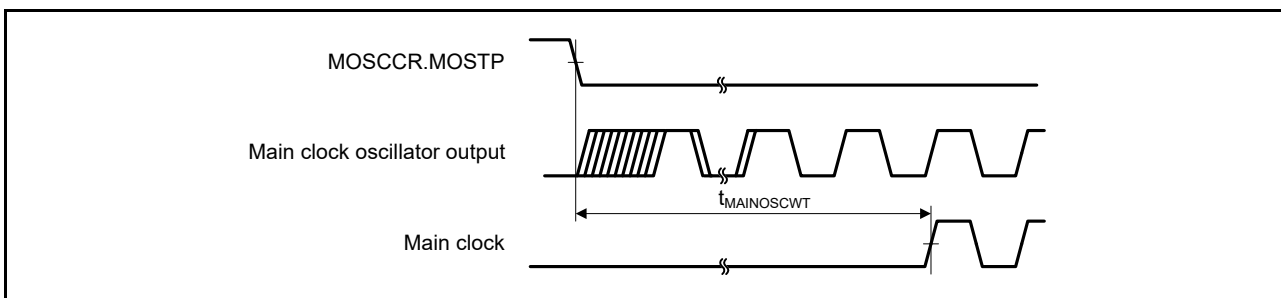 MOSCCR.MOSTP
Main clock oscillator output
tMAINOSCWT
Main clock